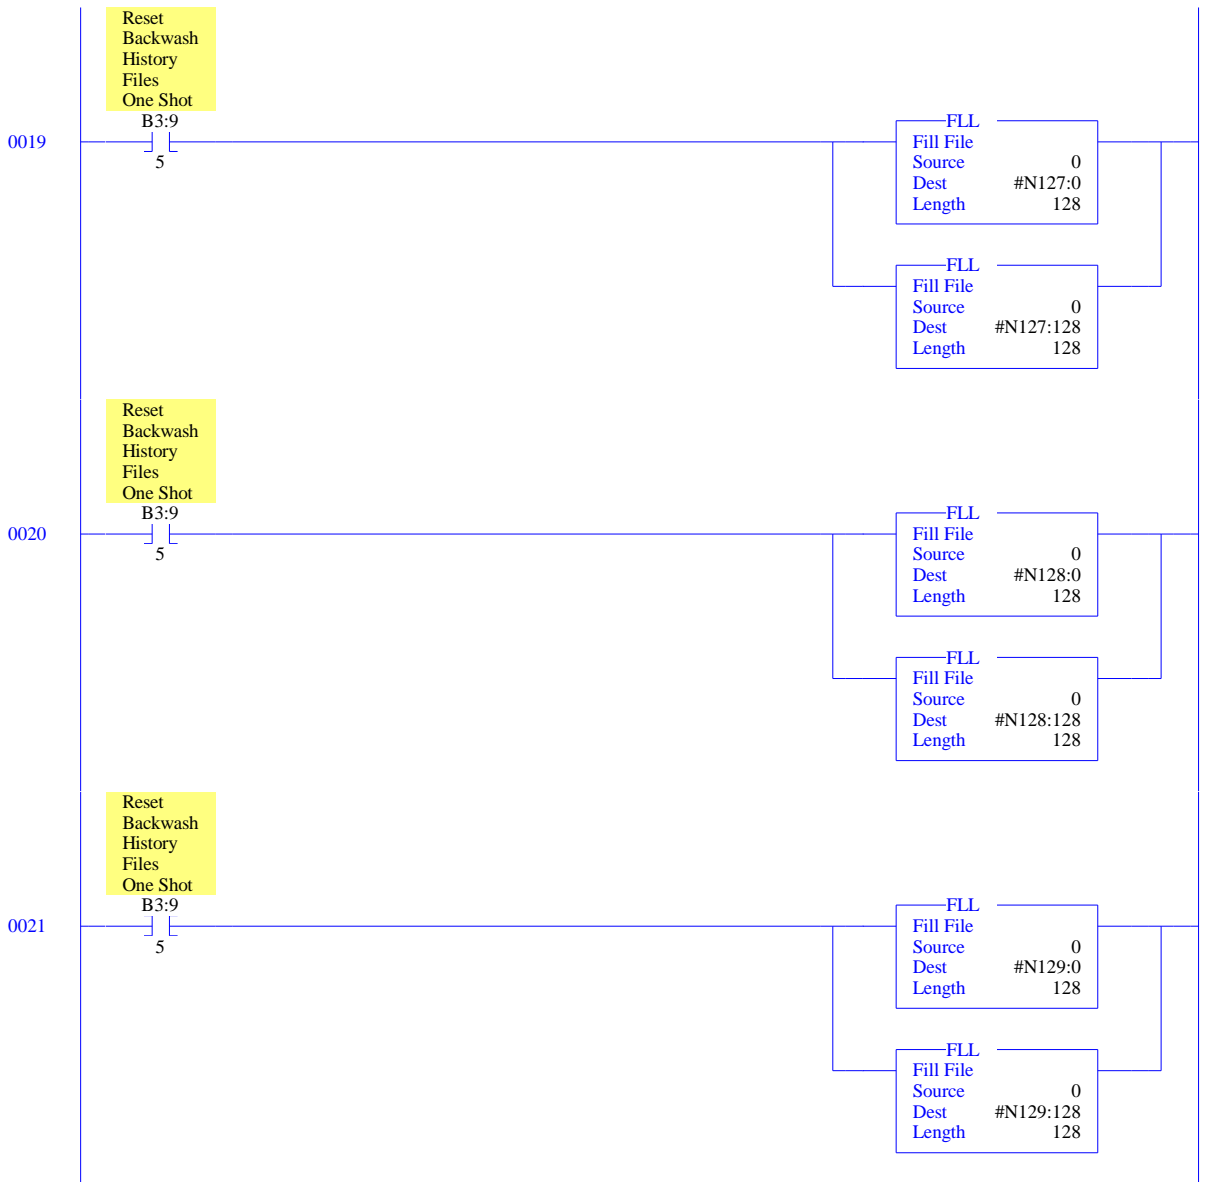 Reset
Backwash
History
Files
One Shot
B3:9
5
0019
FLL
Fill File
Source 0
Dest #N127:0
Length 128
FLL
Fill File
Source 0
Dest #N127:128
Length 128
Reset
Backwash
History
Files
One Shot
B3:9
5
0020
FLL
Fill File
Source 0
Dest #N128:0
Length 128
FLL
Fill File
Source 0
Dest #N128:128
Length 128
Reset
Backwash
History
Files
One Shot
B3:9
5
0021
FLL
Fill File
Source 0
Dest #N129:0
Length 128
FLL
Fill File
Source 0
Dest #N129:128
Length 128